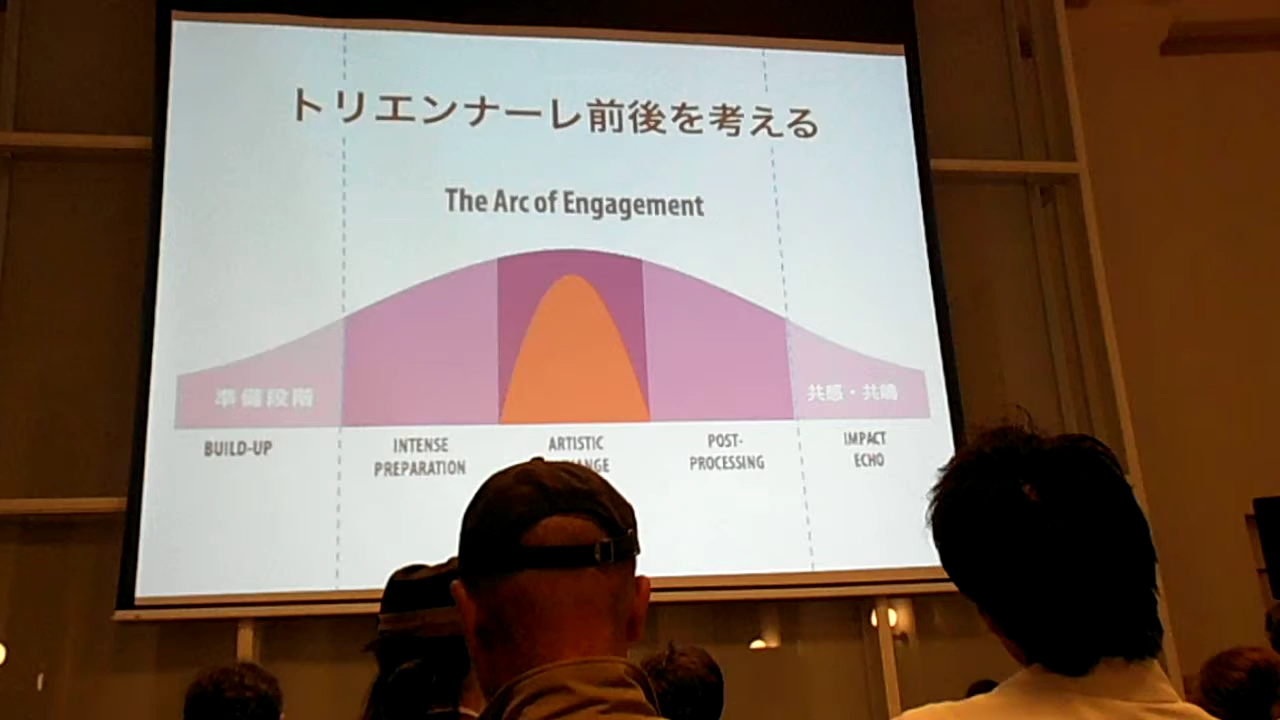 トリエンナーレ前後を考える
The Arc of Engagement
準備段階
共感・共鳴
BUILD-UP
INTENSE
PREPARATION
ARTISTIC
POST-
PROCESSING
IMPACT
ECHO